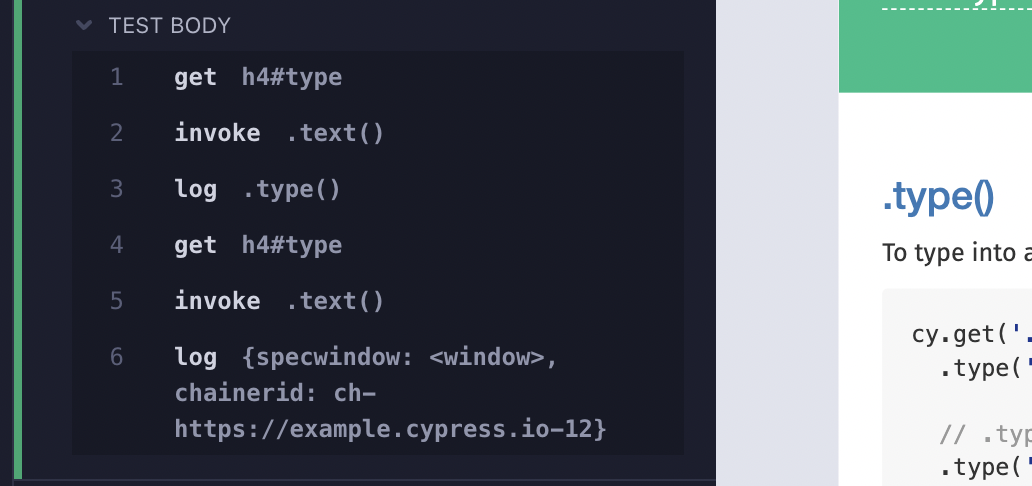 TEST BODY
1 get h4#type
2 invoke .text()
3 log .type()
4 get h4#type
5 invoke .text()
6 log {specwindow: <window>,
chainerid: ch-
https://example.cypress.io-12}
.type()
To type into a
cy.get('.
.type('
// .typ
.type('